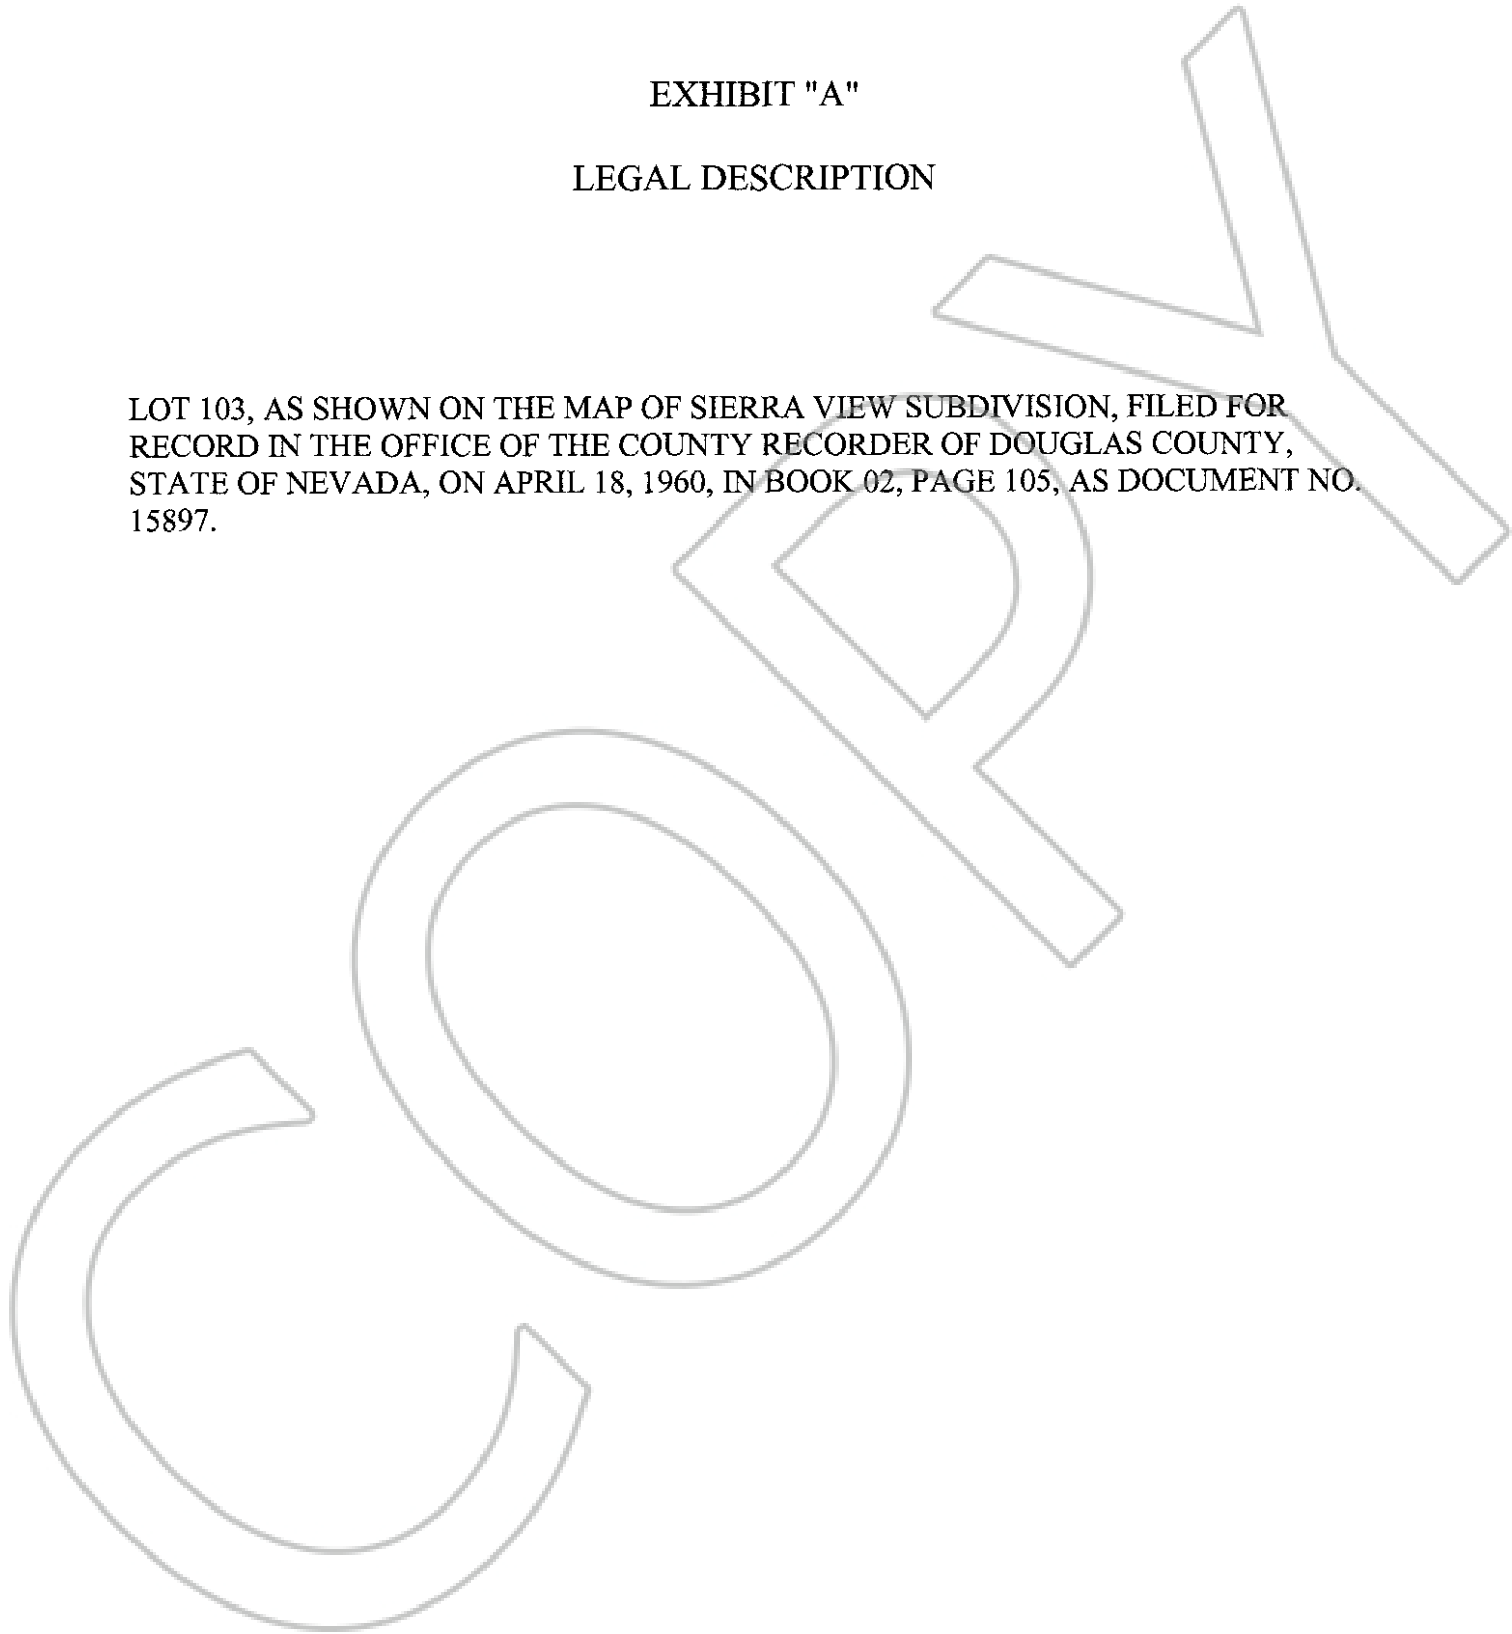 EXHIBIT "A"
LEGAL DESCRIPTION
LOT 103, AS SHOWN ON THE MAP OF SIERRA VIEW SUBDIVISION, FILED FOR
RECORD IN THE OFFICE OF THE COUNTY RECORDER OF DOUGLAS COUNTY,
STATE OF NEVADA, ON APRIL 18, 1960, IN BOOK 02, PAGE 105, AS DOCUMENT NO.
15897.
COPY